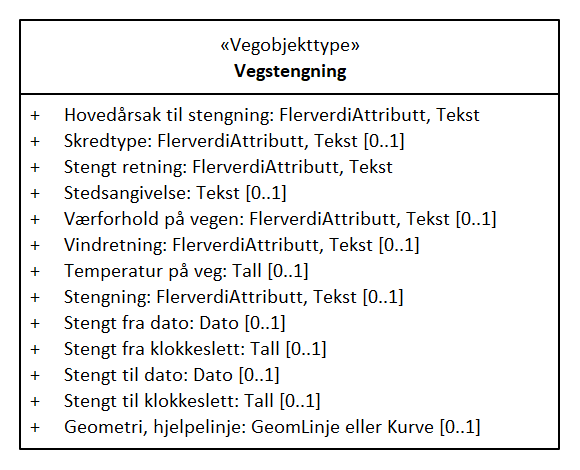 «Vegobjekttype»
Vegstengning
+ Hovedårsak til stengning: FlerverdiAttributt, Tekst
+ Skredtype: FlerverdiAttributt, Tekst [0..1]
+ Stengt retning: FlerverdiAttributt, Tekst
+ Stedsangivelse: Tekst [0..1]
+ Værforhold på vegen: FlerverdiAttributt, Tekst [0..1]
+ Vindretning: FlerverdiAttributt, Tekst [0..1]
+ Temperatur på veg: Tall [0..1]
+ Stengning: FlerverdiAttributt, Tekst [0..1]
+ Stengt fra dato: Dato [0..1]
+ Stengt fra klokkeslett: Tall [0..1]
+ Stengt til dato: Dato [0..1]
+ Stengt til klokkeslett: Tall [0..1]
+ Geometri, hjelpelinje: GeomLinje eller Kurve [0..1]